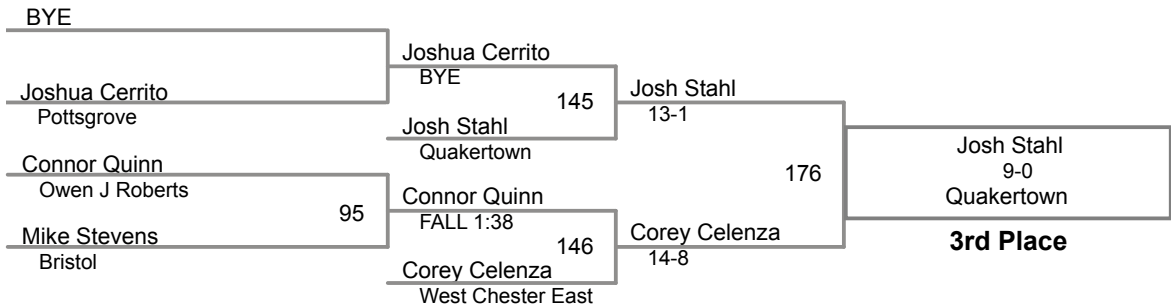 BYE
Joshua Cerrito
Pottsgrove
Connor Quinn
Owen J Roberts
95
Mike Stevens
Bristol
Joshua Cerrito
BYE
145
Josh Stahl
Quakertown
Connor Quinn
FALL 1:38
146
Corey Celenza
West Chester East
Josh Stahl
13-1
176
Corey Celenza
14-8
Josh Stahl
9-0
Quakertown
3rd Place